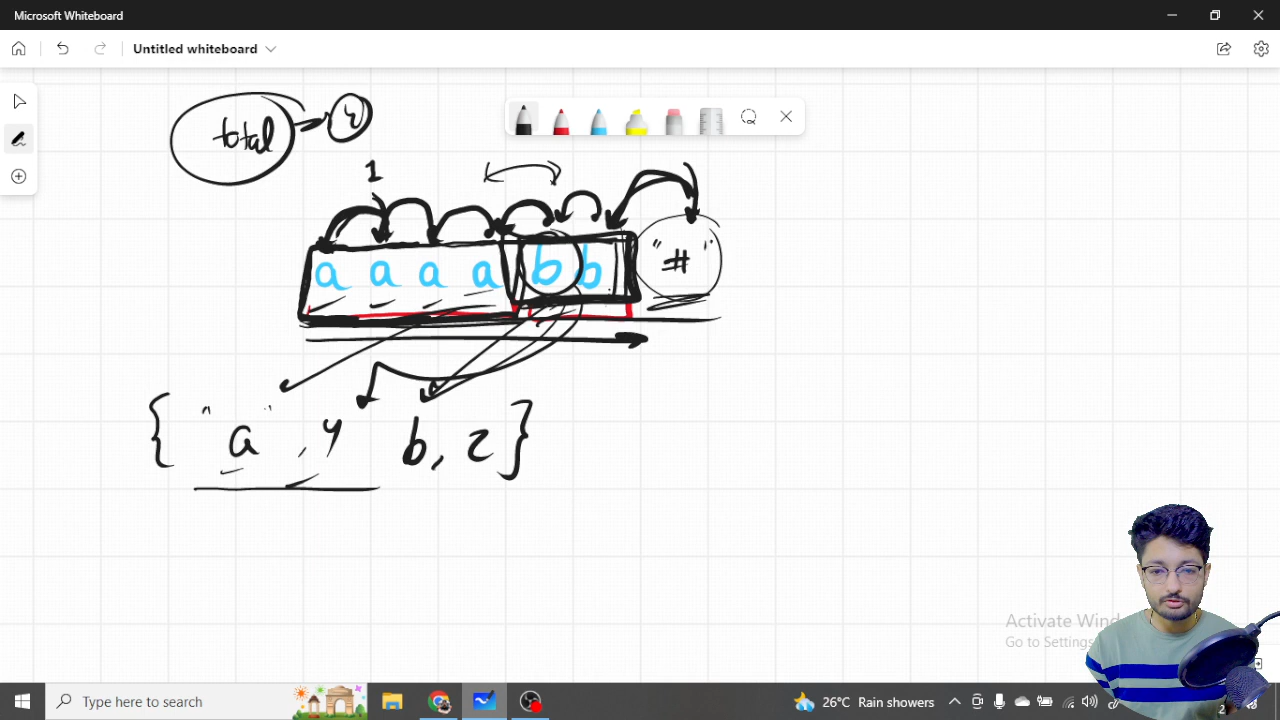 Microsoft Whiteboard
Untitled whiteboard
total 4
1
a a a a b b "#"
{ "a", 4 b, 2 }
Activate Wind
Go to Settings
Type here to search
26°C Rain showers